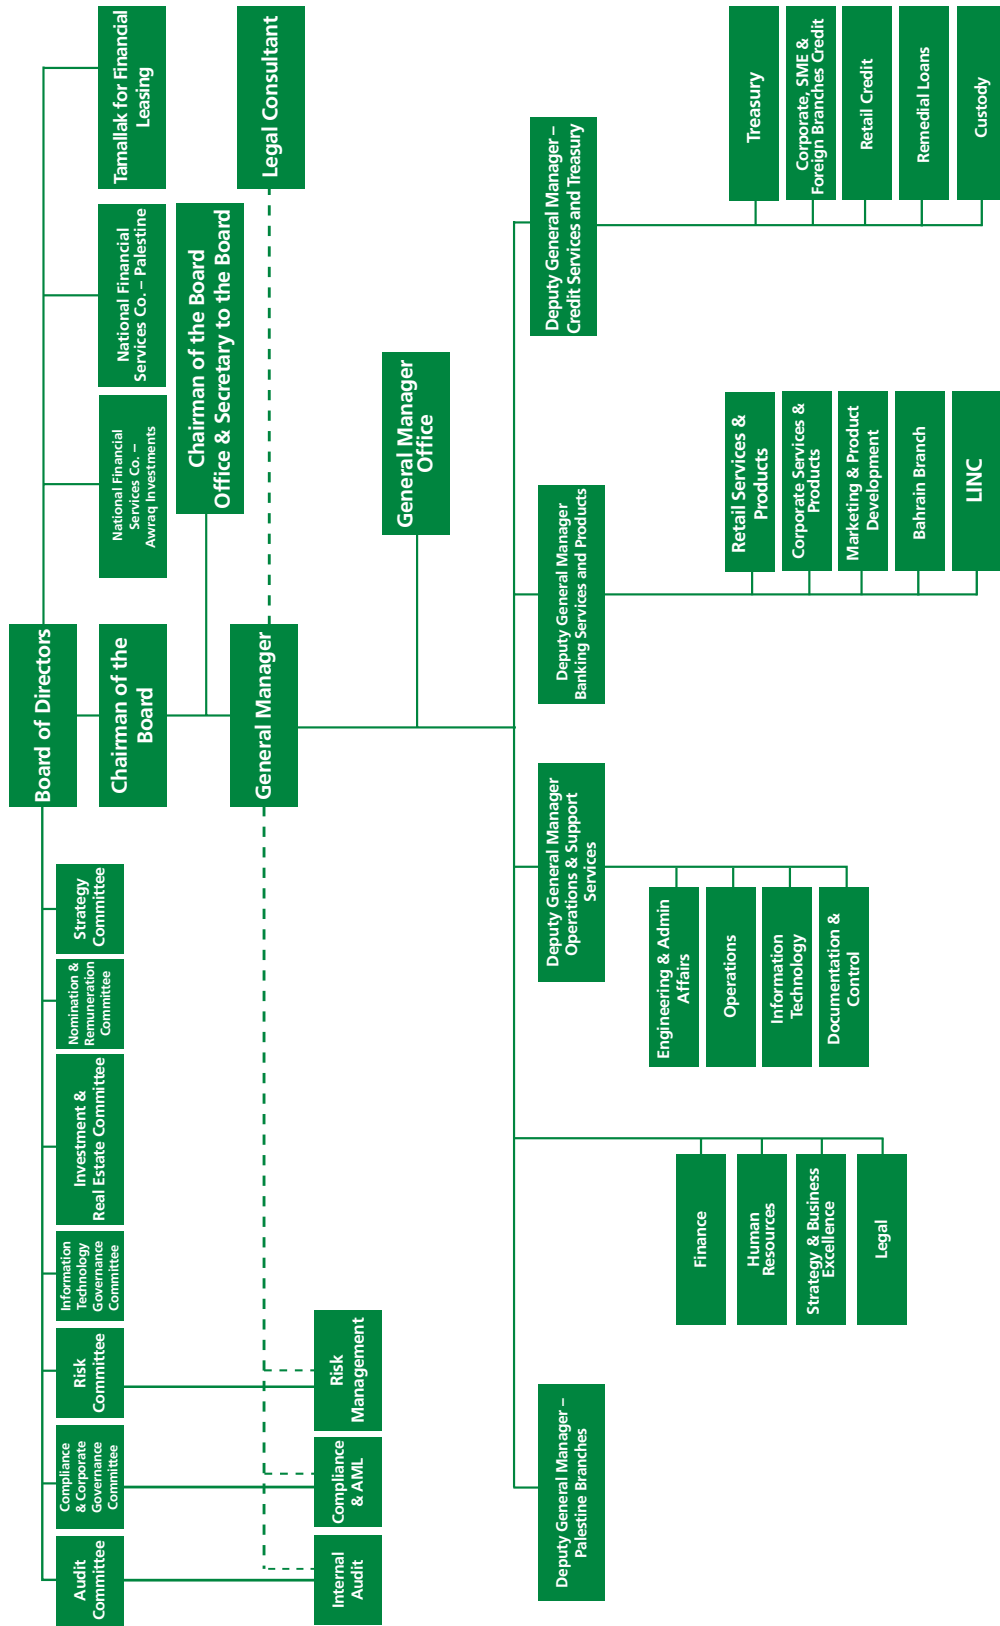 Board of Directors
Chairman of the
Board
General Manager
Audit
Committee
Compliance
& Corporate
Governance
Committee
Risk
Committee
Information
Technology
Governance
Committee
Investment &
Real Estate Committee
Nomination &
Remuneration
Committee
Strategy
Committee
National Financial
Services Co. –
Awraq Investments
National Financial
Services Co. – Palestine
Tamallak for Financial
Leasing
Chairman of the Board
Office & Secretary to the Board
Legal Consultant
Internal
Audit
Compliance
& AML
Risk
Management
General Manager
Office
Deputy General Manager –
Palestine Branches
Finance
Human
Resources
Strategy & Business
Excellence
Legal
Deputy General Manager
Operations & Support
Services
Engineering & Admin
Affairs
Operations
Information
Technology
Documentation &
Control
Deputy General Manager
Banking Services and Products
Retail Services &
Products
Corporate Services &
Products
Marketing & Product
Development
Bahrain Branch
LINC
Deputy General Manager –
Credit Services and Treasury
Treasury
Corporate, SME &
Foreign Branches Credit
Retail Credit
Remedial Loans
Custody